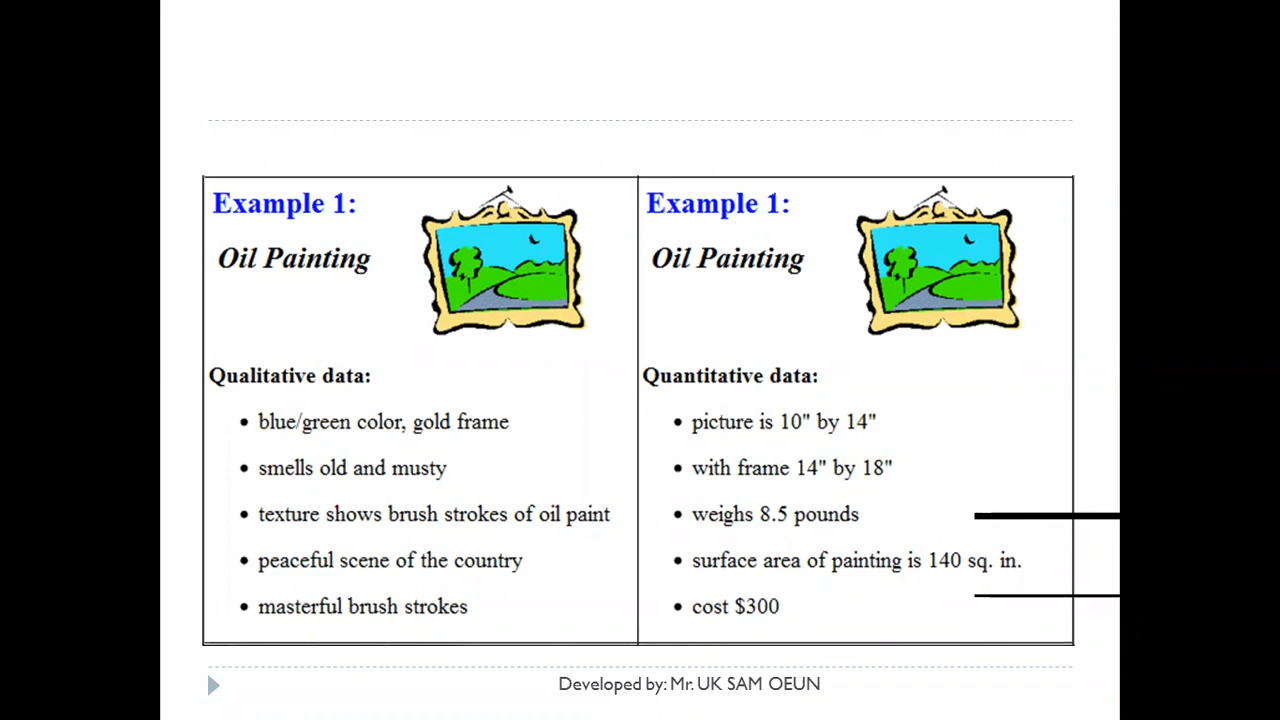 Example 1:
Oil Painting
Qualitative data:
• blue/green color, gold frame
• smells old and musty
• texture shows brush strokes of oil paint
• peaceful scene of the country
• masterful brush strokes
Example 1:
Oil Painting
Quantitative data:
• picture is 10" by 14"
• with frame 14" by 18"
• weighs 8.5 pounds
• surface area of painting is 140 sq. in.
• cost $300
Developed by: Mr. UK SAM OEUN